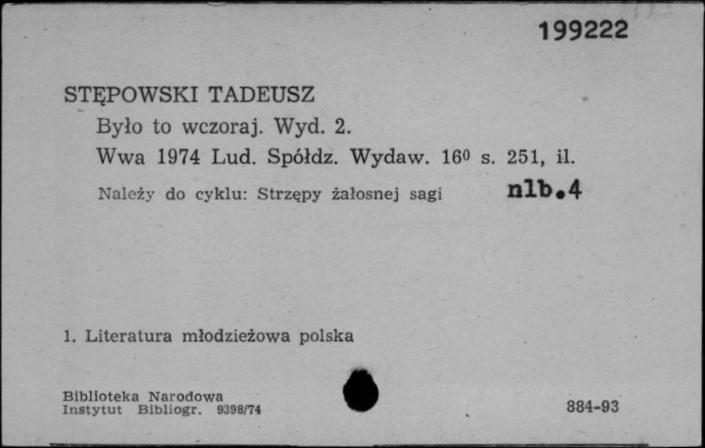 199222
STĘPOWSKI TADEUSZ
Było to wczoraj. Wyd. 2.
Wwa 1974 Lud. Spółdz. Wydaw. 16⁰ s. 251, il.
Należy do cyklu: Strzępy żałosnej sagi nlb.4
1. Literatura młodzieżowa polska
Biblioteka Narodowa
Instytut Bibliogr. 9398/74
884-93